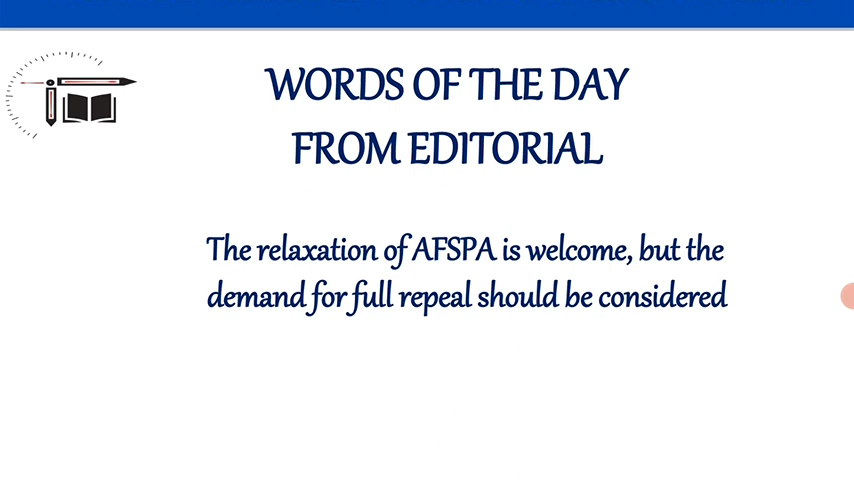 WORDS OF THE DAY
FROM EDITORIAL
The relaxation of AFSPA is welcome, but the
demand for full repeal should be considered